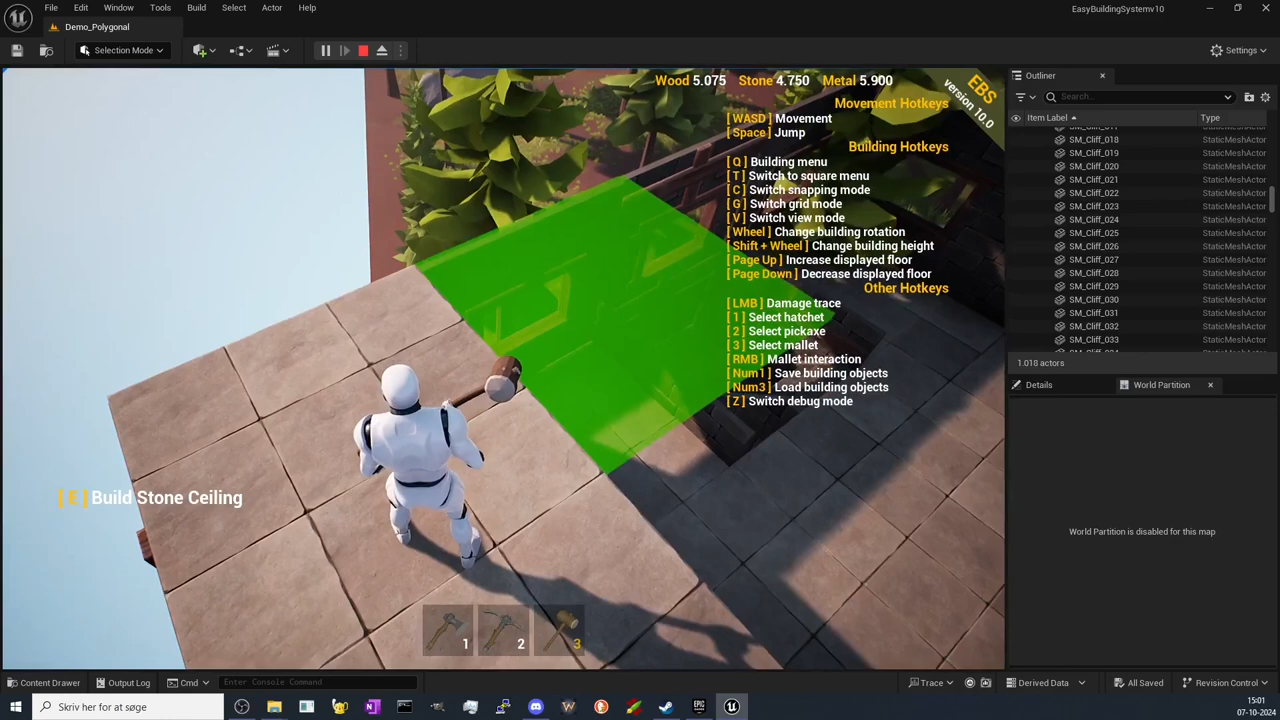 File Edit Window Tools Build Select Actor Help
EasyBuildingSystemv10
Demo_Polygonal
Selection Mode
Settings
Wood 5.075 Stone 4.750 Metal 5.900
EBS
version 10.0
Movement Hotkeys
[ WASD ] Movement
[ Space ] Jump
Building Hotkeys
[ Q ] Building menu
[ T ] Switch to square menu
[ C ] Switch snapping mode
[ G ] Switch grid mode
[ V ] Switch view mode
[ Wheel ] Change building rotation
[ Shift + Wheel ] Change building height
[ Page Up ] Increase displayed floor
[ Page Down ] Decrease displayed floor
Other Hotkeys
[ LMB ] Damage trace
[ 1 ] Select hatchet
[ 2 ] Select pickaxe
[ 3 ] Select mallet
[ RMB ] Mallet interaction
[ Num1 ] Save building objects
[ Num3 ] Load building objects
[ Z ] Switch debug mode
[ E ] Build Stone Ceiling
1 2 3
Outliner
Search...
Item Label Type
SM_Cliff_018 StaticMeshActor
SM_Cliff_019 StaticMeshActor
SM_Cliff_020 StaticMeshActor
SM_Cliff_021 StaticMeshActor
SM_Cliff_022 StaticMeshActor
SM_Cliff_023 StaticMeshActor
SM_Cliff_024 StaticMeshActor
SM_Cliff_025 StaticMeshActor
SM_Cliff_026 StaticMeshActor
SM_Cliff_027 StaticMeshActor
SM_Cliff_028 StaticMeshActor
SM_Cliff_029 StaticMeshActor
SM_Cliff_030 StaticMeshActor
SM_Cliff_031 StaticMeshActor
SM_Cliff_032 StaticMeshActor
SM_Cliff_033 StaticMeshActor
1.018 actors
Details World Partition
World Partition is disabled for this map
Content Drawer Output Log Cmd Enter Console Command Trace Derived Data All Saved Revision Control
Skriv her for at søge
15:01
07-10-2024